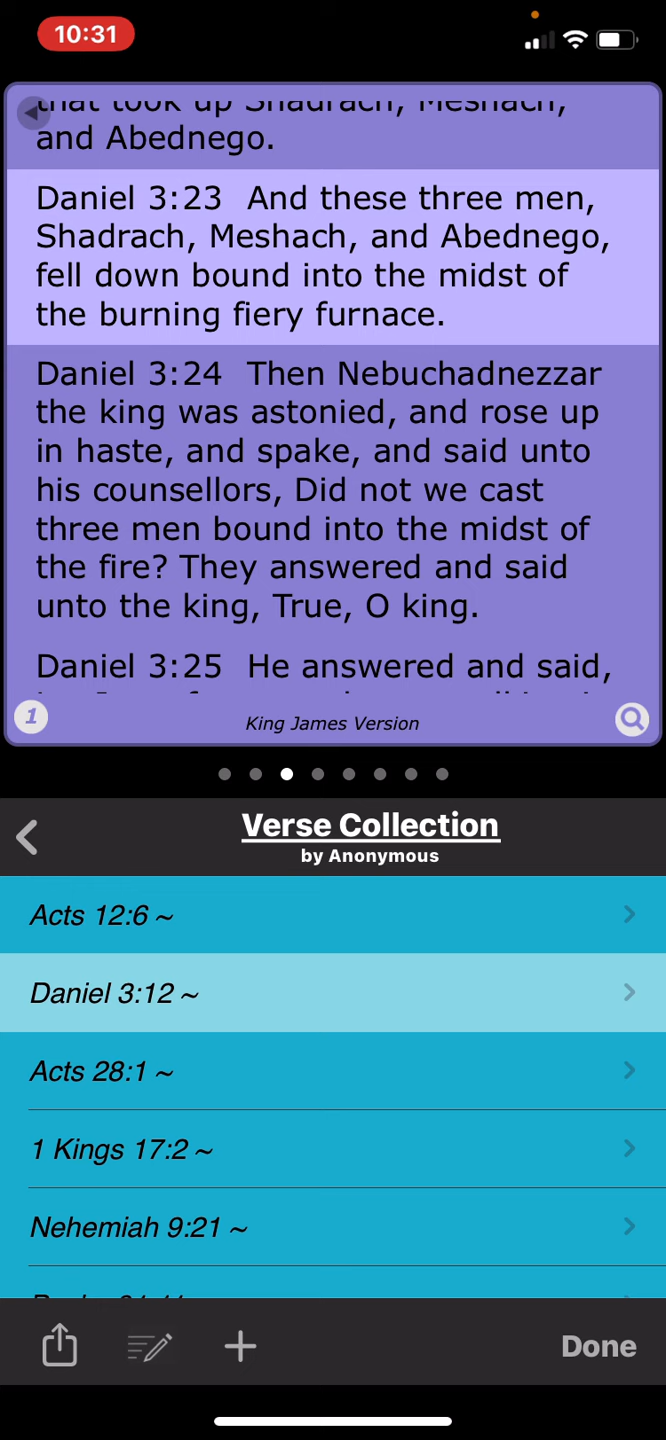 10:31
that took up Shadrach, Meshach,
and Abednego.
Daniel 3:23 And these three men,
Shadrach, Meshach, and Abednego,
fell down bound into the midst of
the burning fiery furnace.
Daniel 3:24 Then Nebuchadnezzar
the king was astonied, and rose up
in haste, and spake, and said unto
his counsellors, Did not we cast
three men bound into the midst of
the fire? They answered and said
unto the king, True, O king.
Daniel 3:25 He answered and said,
1
King James Version
Verse Collection
by Anonymous
Acts 12:6 ~
Daniel 3:12 ~
Acts 28:1 ~
1 Kings 17:2 ~
Nehemiah 9:21 ~
Done